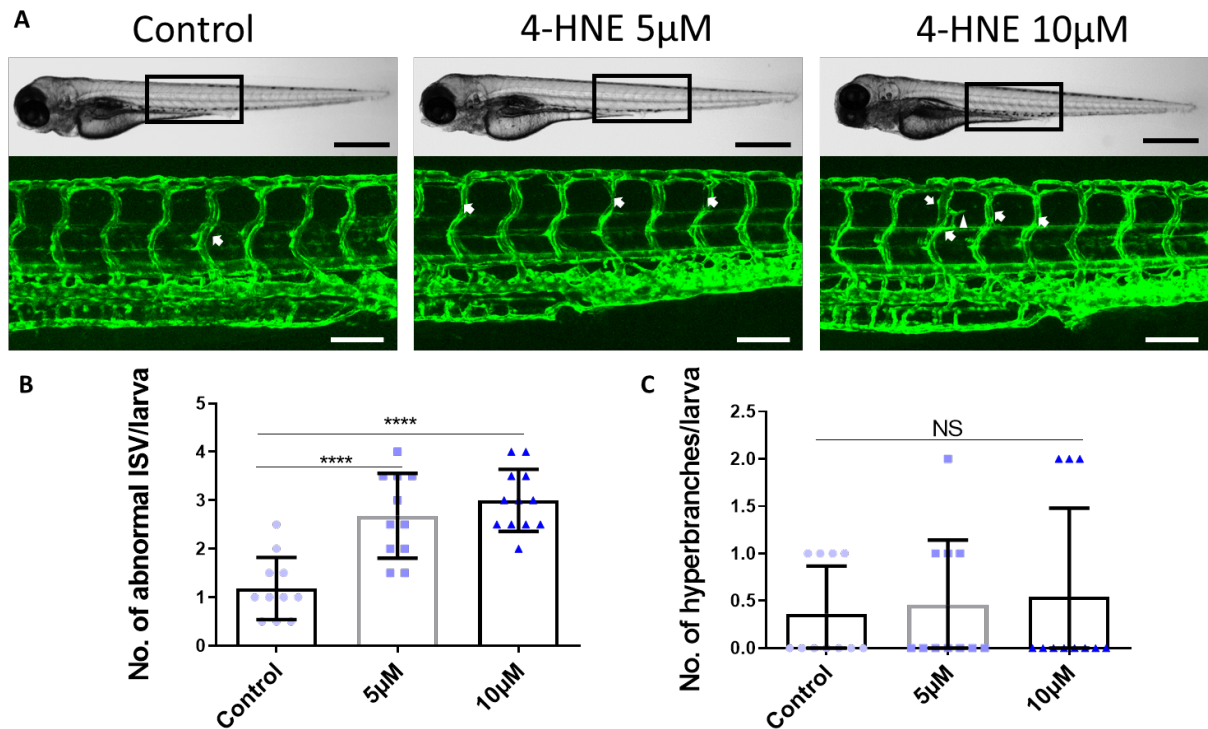 A
Control
4-HNE 5µM
4-HNE 10µM
B
No. of abnormal ISV/larva
5
4
3
2
1
0
****
****
Control
5µM
10µM
C
No. of hyperbranches/larva
2.5
2.0
1.5
1.0
0.5
0.0
NS
Control
5µM
10µM